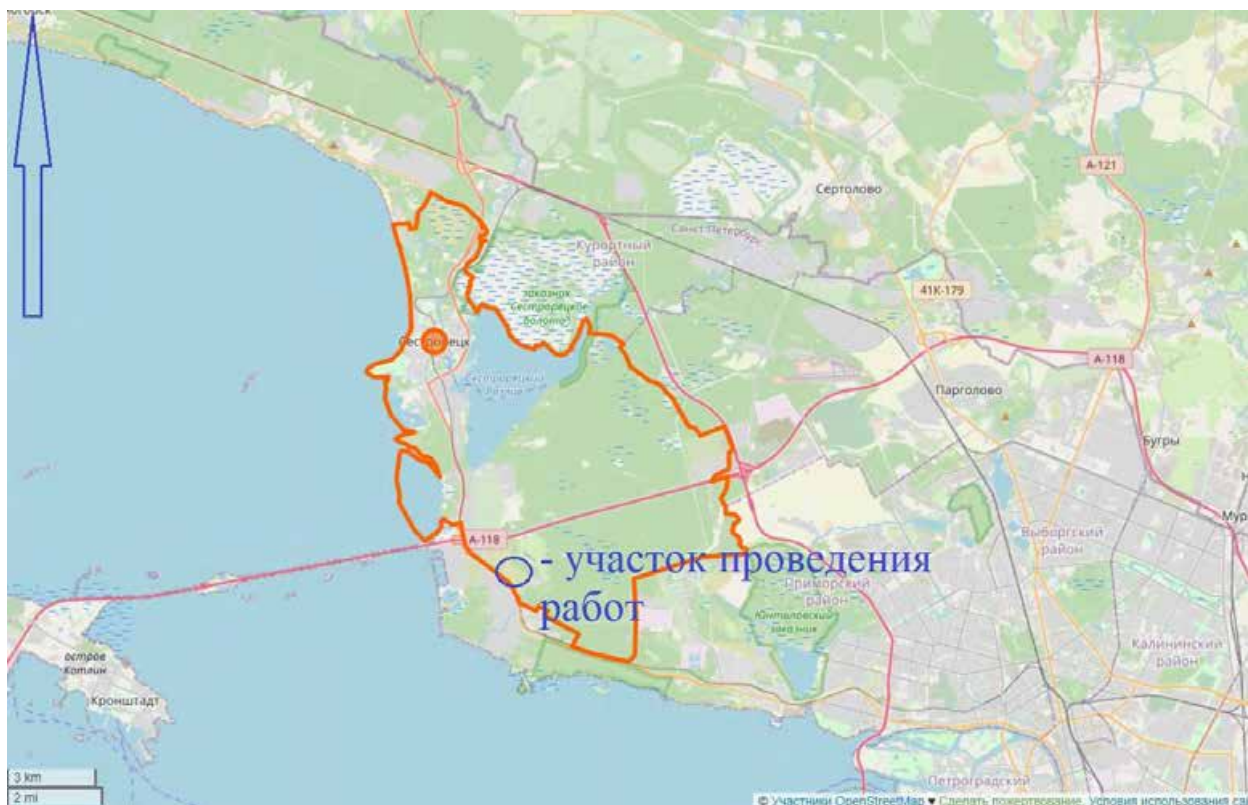 А-121
Сертолово
Санкт-Петербург
Курортный
район
41К-179
заказник
Сестрорецкое
болото
А-118
Сестрорецк
Сестрорецкий
Разлив
Парголово
Бугры
Выборгский
район
А-118
- участок проведения
работ
Приморский
район
Юнтоловский
заказник
Калининский
район
остров
Котлин
Кронштадт
Петроградский
3 km
2 mi
© Участники OpenStreetMap ♥ Сделать пожертвование. Условия использования